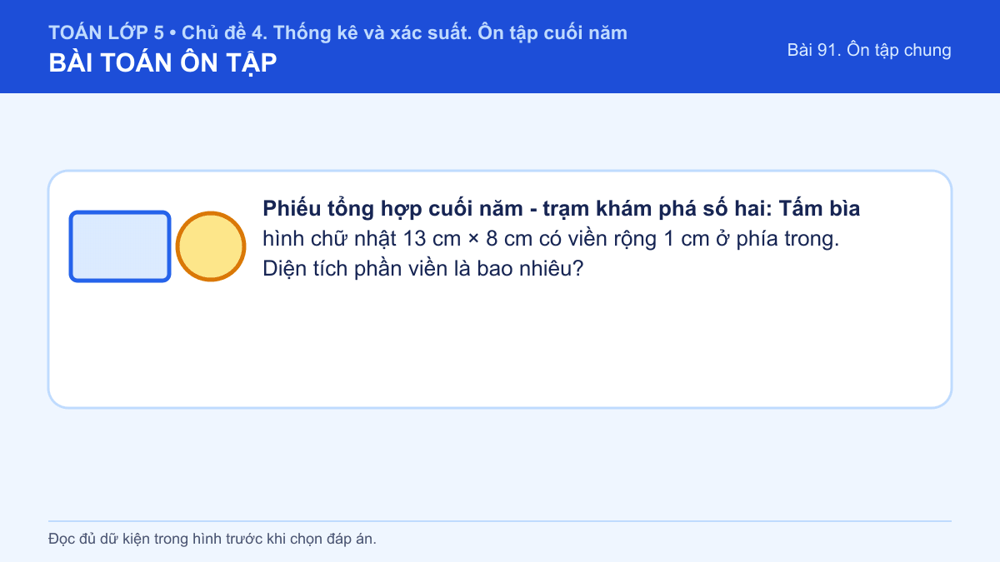 TOÁN LỚP 5 • Chủ đề 4. Thống kê và xác suất. Ôn tập cuối năm
BÀI TOÁN ÔN TẬP
Bài 91. Ôn tập chung
Phiếu tổng hợp cuối năm - trạm khám phá số hai: Tấm bìa
hình chữ nhật 13 cm × 8 cm có viền rộng 1 cm ở phía trong.
Diện tích phần viền là bao nhiêu?
Đọc đủ dữ kiện trong hình trước khi chọn đáp án.